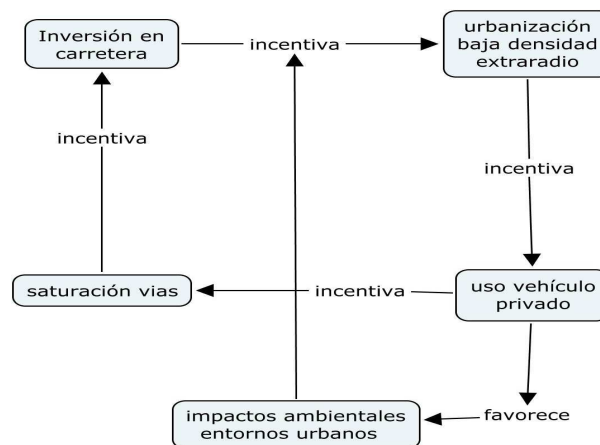 Inversión en
carretera
incentiva
urbanización
baja densidad
extraradio
incentiva
incentiva
saturación vias
incentiva
uso vehículo
privado
impactos ambientales
entornos urbanos
favorece